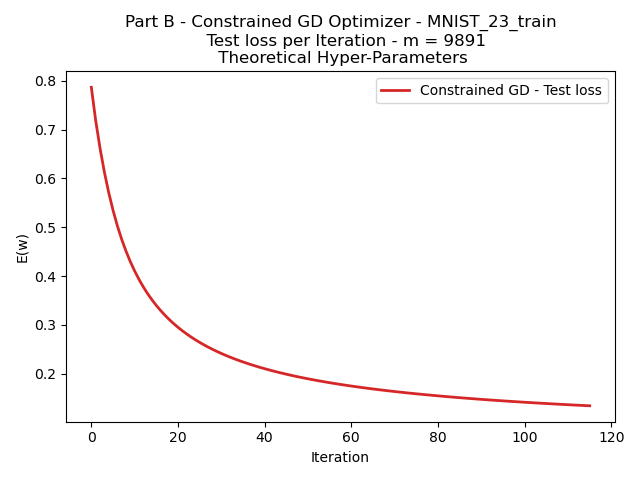 Part B - Constrained GD Optimizer - MNIST_23_train
Test loss per Iteration - m = 9891
Theoretical Hyper-Parameters
Constrained GD - Test loss
E(w)
0.8
0.7
0.6
0.5
0.4
0.3
0.2
0 20 40 60 80 100 120
Iteration